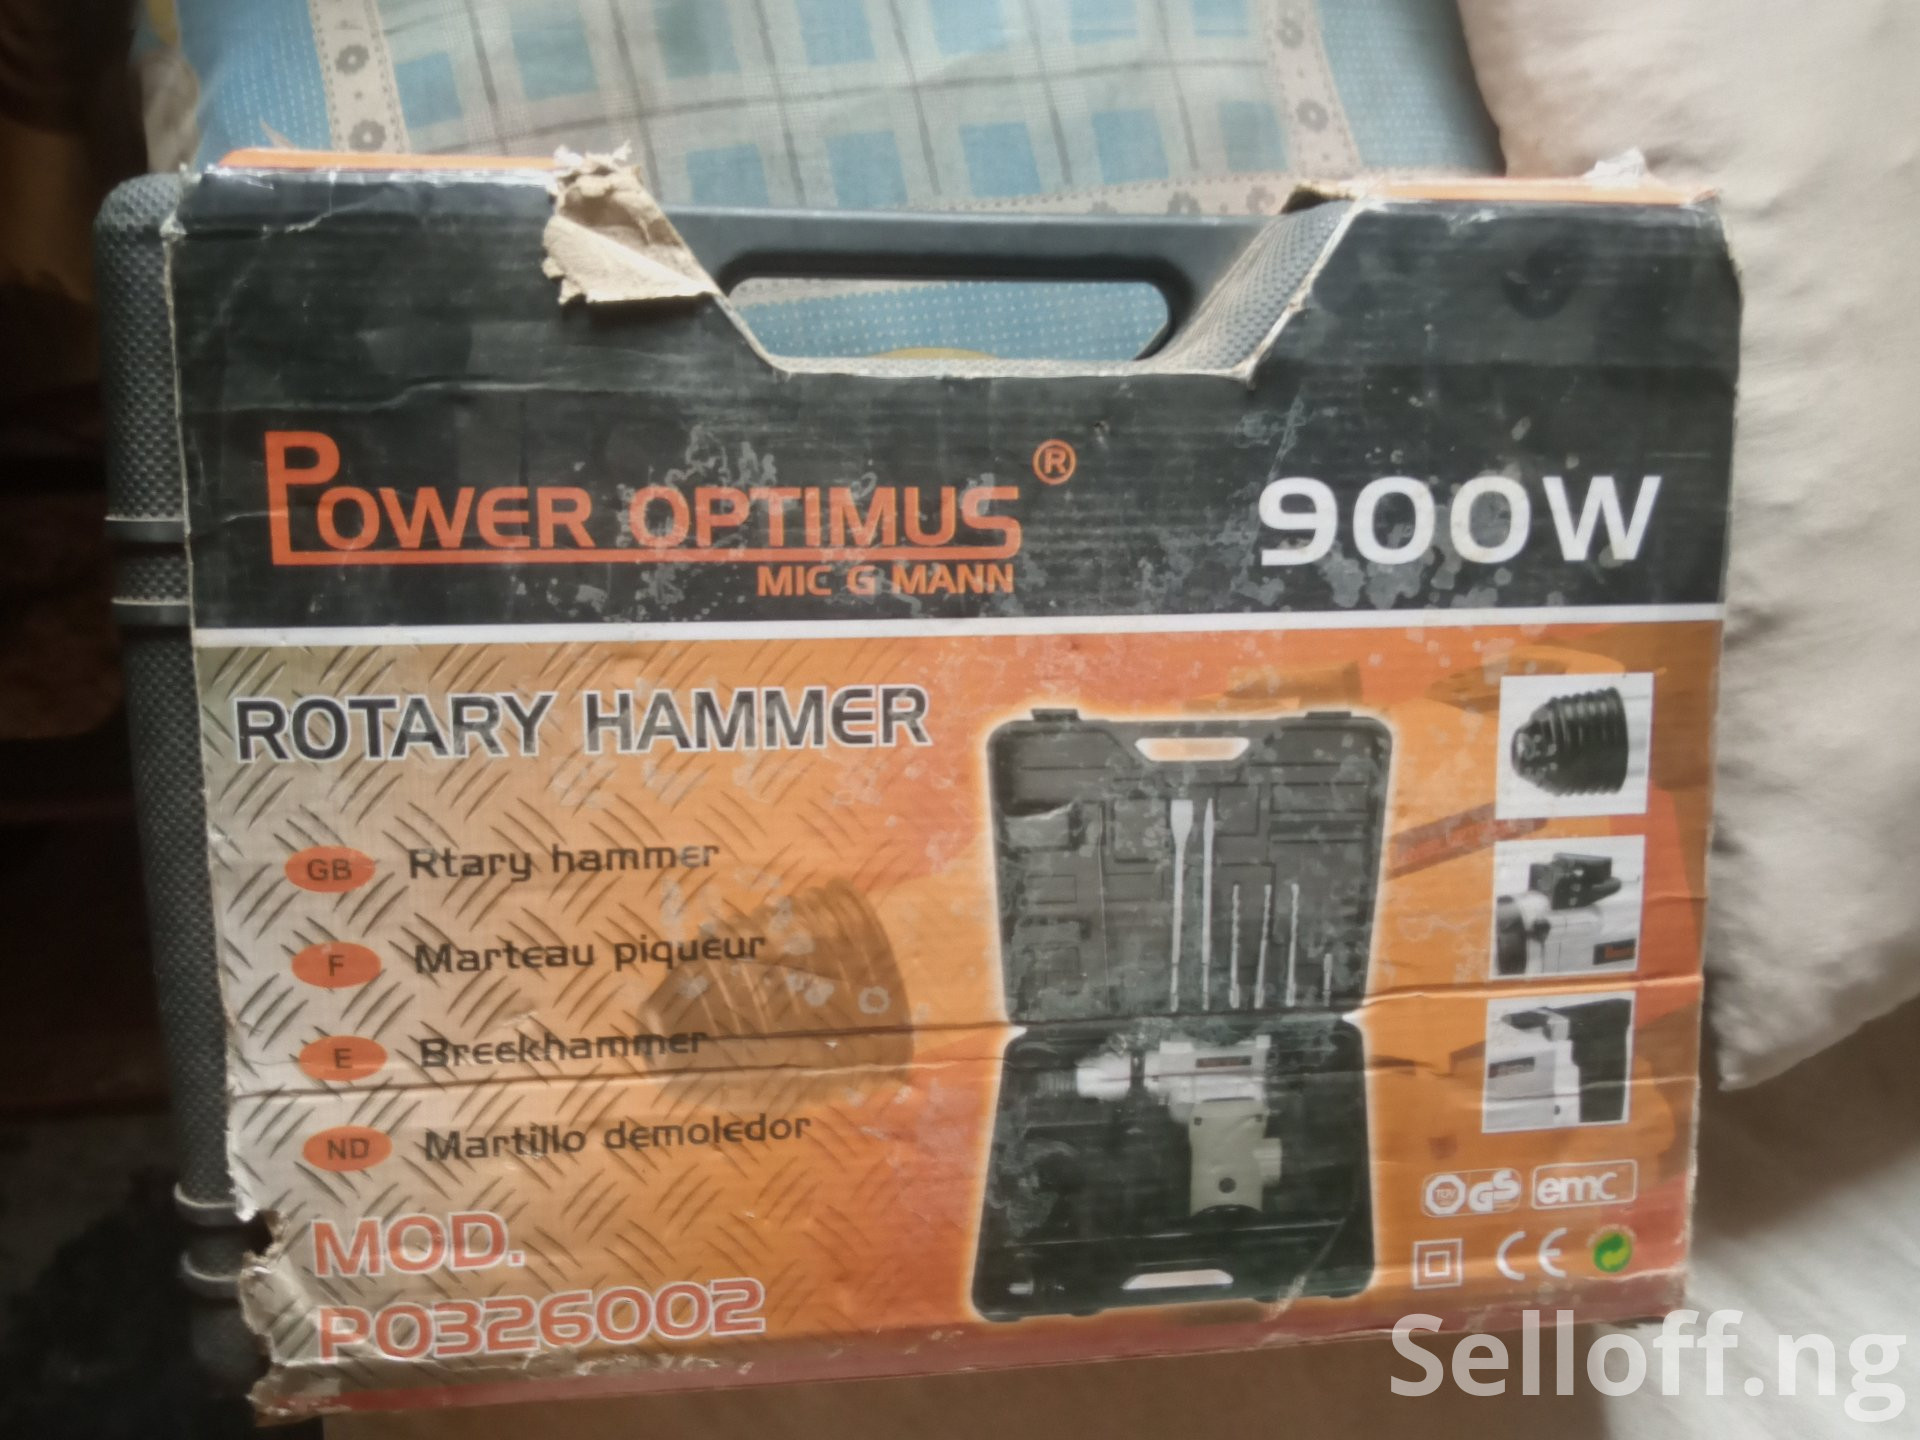 POWER OPTIMUS ®
MIC G MANN
900W
ROTARY HAMMER
GB Rtary hammer
F Marteau piqueur
E Breekhammer
ND Martillo demoledor
MOD.
PO326002
TÜV GS emc
CE
Selloff.ng